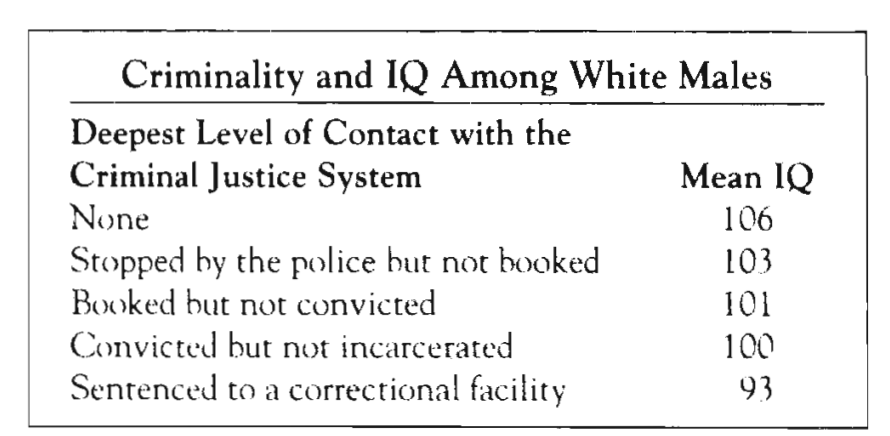 Criminality and IQ Among White Males
Deepest Level of Contact with the
Criminal Justice System Mean IQ
None 106
Stopped by the police but not booked 103
Booked but not convicted 101
Convicted but not incarcerated 100
Sentenced to a correctional facility 93